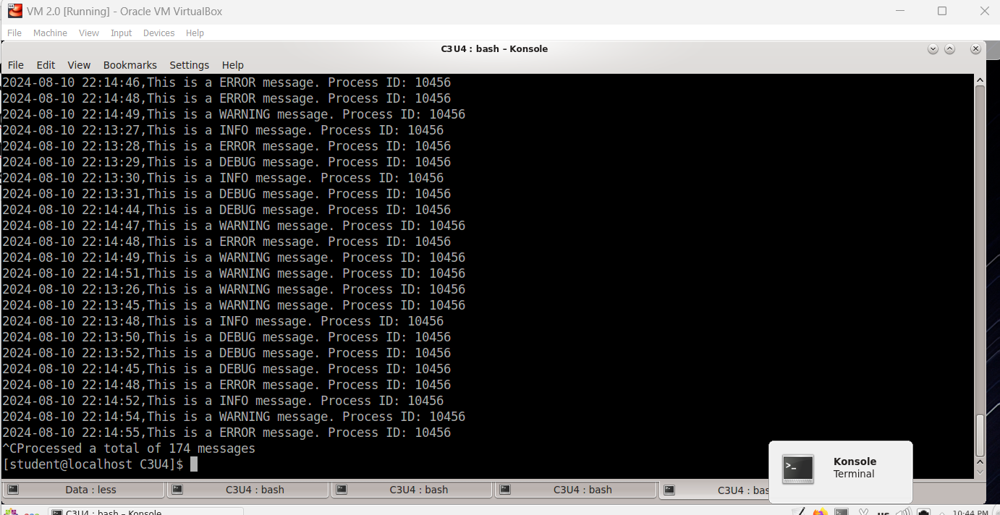 VM 2.0 [Running] - Oracle VM VirtualBox
File Machine View Input Devices Help
C3U4 : bash – Konsole
File Edit View Bookmarks Settings Help
2024-08-10 22:14:46,This is a ERROR message. Process ID: 10456
2024-08-10 22:14:48,This is a ERROR message. Process ID: 10456
2024-08-10 22:14:49,This is a WARNING message. Process ID: 10456
2024-08-10 22:13:27,This is a INFO message. Process ID: 10456
2024-08-10 22:13:28,This is a ERROR message. Process ID: 10456
2024-08-10 22:13:29,This is a DEBUG message. Process ID: 10456
2024-08-10 22:13:30,This is a INFO message. Process ID: 10456
2024-08-10 22:13:31,This is a DEBUG message. Process ID: 10456
2024-08-10 22:14:44,This is a DEBUG message. Process ID: 10456
2024-08-10 22:14:47,This is a WARNING message. Process ID: 10456
2024-08-10 22:14:48,This is a ERROR message. Process ID: 10456
2024-08-10 22:14:49,This is a WARNING message. Process ID: 10456
2024-08-10 22:14:51,This is a WARNING message. Process ID: 10456
2024-08-10 22:13:26,This is a WARNING message. Process ID: 10456
2024-08-10 22:13:45,This is a WARNING message. Process ID: 10456
2024-08-10 22:13:48,This is a INFO message. Process ID: 10456
2024-08-10 22:13:50,This is a DEBUG message. Process ID: 10456
2024-08-10 22:13:52,This is a DEBUG message. Process ID: 10456
2024-08-10 22:14:45,This is a DEBUG message. Process ID: 10456
2024-08-10 22:14:48,This is a ERROR message. Process ID: 10456
2024-08-10 22:14:52,This is a INFO message. Process ID: 10456
2024-08-10 22:14:54,This is a WARNING message. Process ID: 10456
2024-08-10 22:14:55,This is a ERROR message. Process ID: 10456
^CProcessed a total of 174 messages
[student@localhost C3U4]$
Konsole
Terminal
Data : less C3U4 : bash C3U4 : bash C3U4 : bash C3U4 : bas
C3U4 : bash – Konsole us 10:44 PM